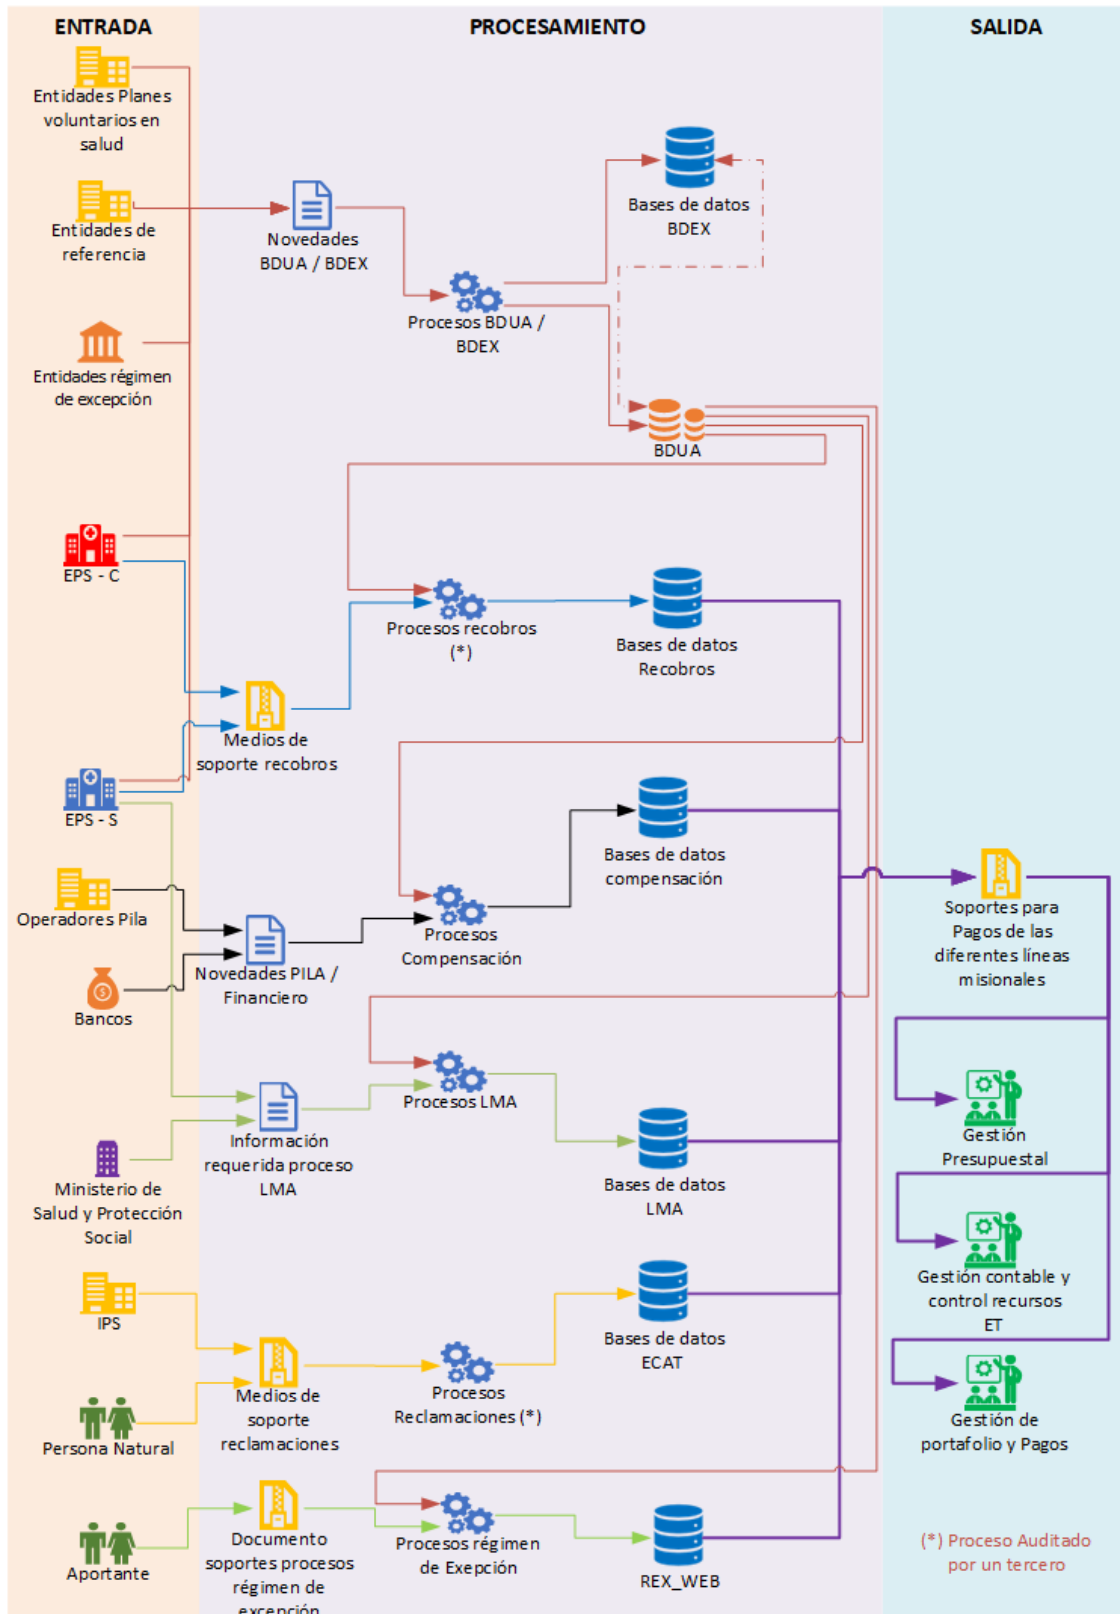 ENTRADA
PROCESAMIENTO
SALIDA
Entidades Planes
voluntarios en
salud
Entidades de
referencia
Entidades régimen
de excepción
EPS - C
EPS - S
Operadores Pila
Bancos
Ministerio de
Salud y Protección
Social
IPS
Persona Natural
Aportante
Novedades
BDUA / BDEX
Procesos BDUA /
BDEX
Bases de datos
BDEX
BDUA
Medios de
soporte recobros
Procesos recobros
(*)
Bases de datos
Recobros
Novedades PILA /
Financiero
Procesos
Compensación
Bases de datos
compensación
Información
requerida proceso
LMA
Procesos LMA
Bases de datos
LMA
Medios de
soporte
reclamaciones
Procesos
Reclamaciones (*)
Bases de datos
ECAT
Documento
soportes procesos
régimen de
excepción
Procesos régimen
de Exepción
REX_WEB
Soportes para
Pagos de las
diferentes líneas
misionales
Gestión
Presupuestal
Gestión contable y
control recursos
ET
Gestión de
portafolio y Pagos
(*) Proceso Auditado
por un tercero